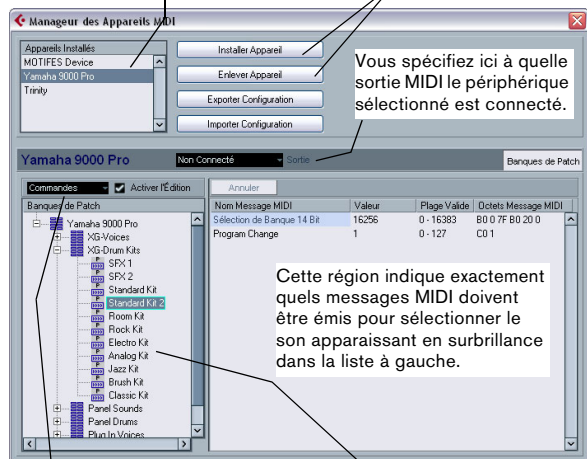 Manageur des Appareils MIDI
Appareils Installés
MOTIFES Device
Yamaha 9000 Pro
Trinity
Installer Appareil
Enlever Appareil
Exporter Configuration
Importer Configuration
Vous spécifiez ici à quelle
sortie MIDI le périphérique
sélectionné est connecté.
Yamaha 9000 Pro
Non Connecté
Sortie
Banques de Patch
Commandes
Activer l'Édition
Annuler
Banques de Patch
Nom Message MIDI Valeur Plage Valide Octets Message MIDI
Sélection de Banque 14 Bit 16256 0 - 16383 B0 0 7F B0 20 0
Program Change 1 0 - 127 C0 1
Yamaha 9000 Pro
XG-Voices
XG-Drum Kits
SFX 1
SFX 2
Standard Kit
Standard Kit 2
Room Kit
Rock Kit
Electro Kit
Analog Kit
Jazz Kit
Brush Kit
Classic Kit
Panel Sounds
Panel Drums
Plug In Voices
Cette région indique exactement
quels messages MIDI doivent
être émis pour sélectionner le
son apparaissant en surbrillance
dans la liste à gauche.